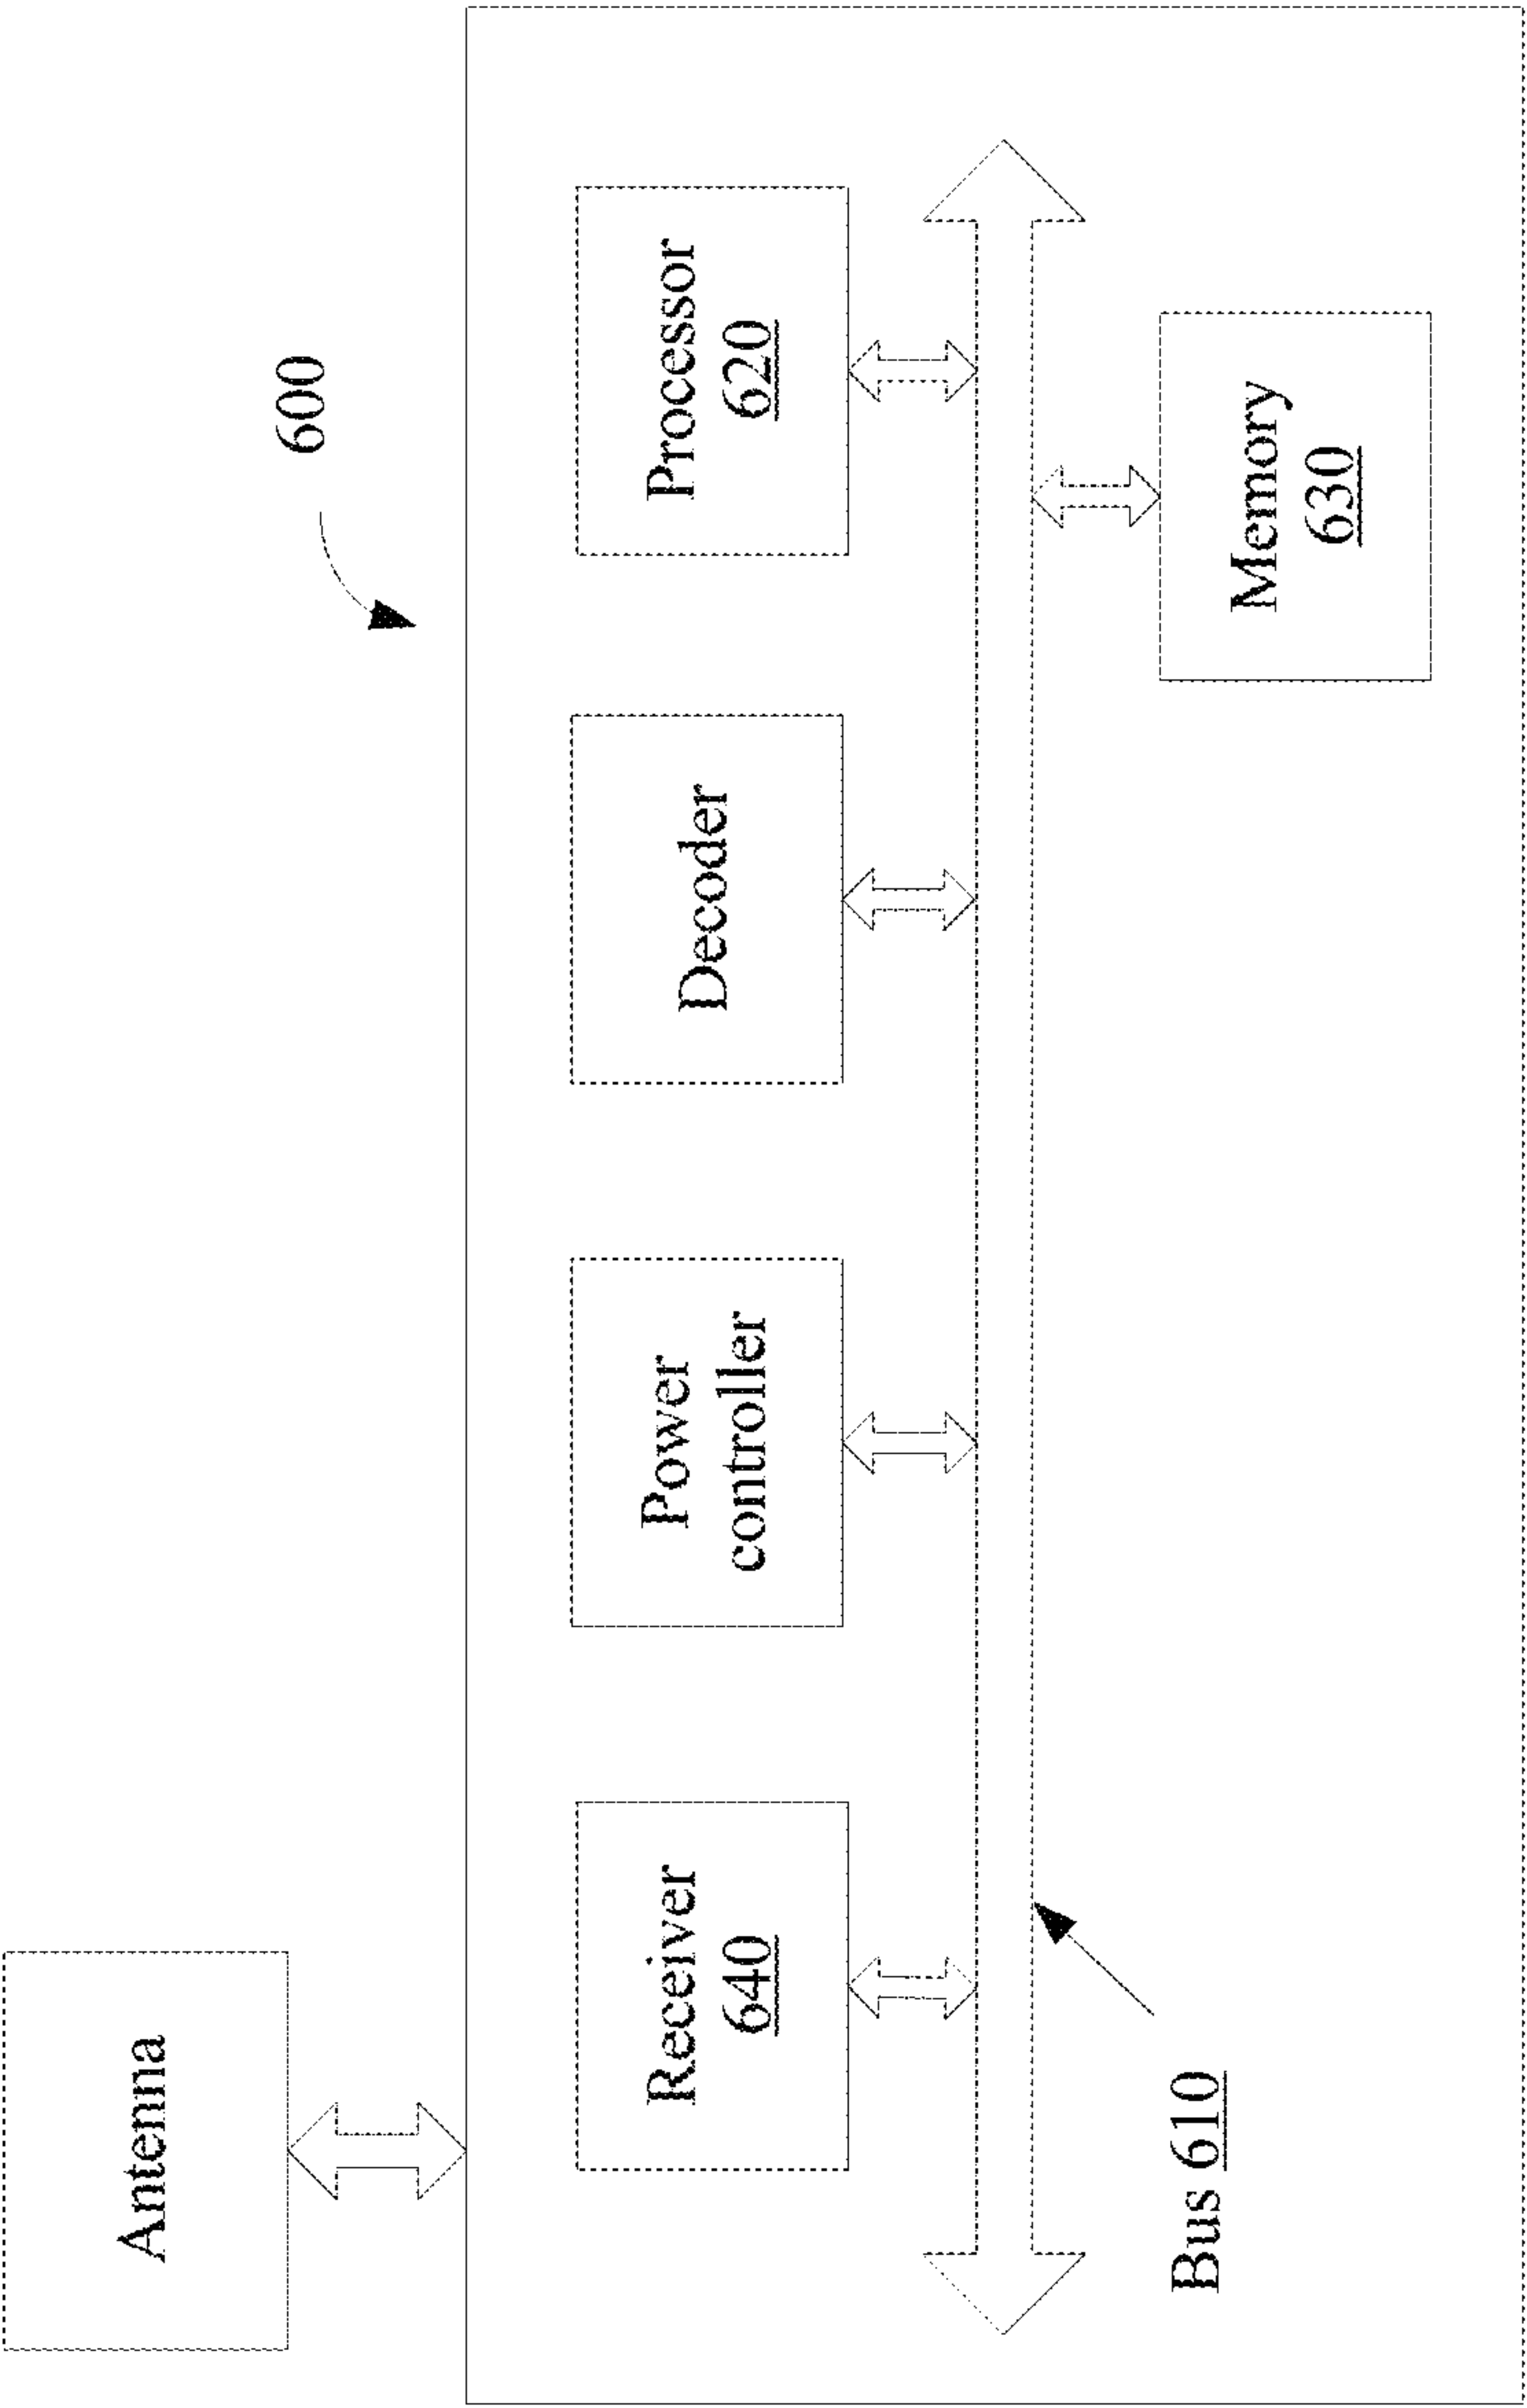 Antenna
600
Receiver
640
Power
controller
Decoder
Processor
620
Bus 610
Memory
630